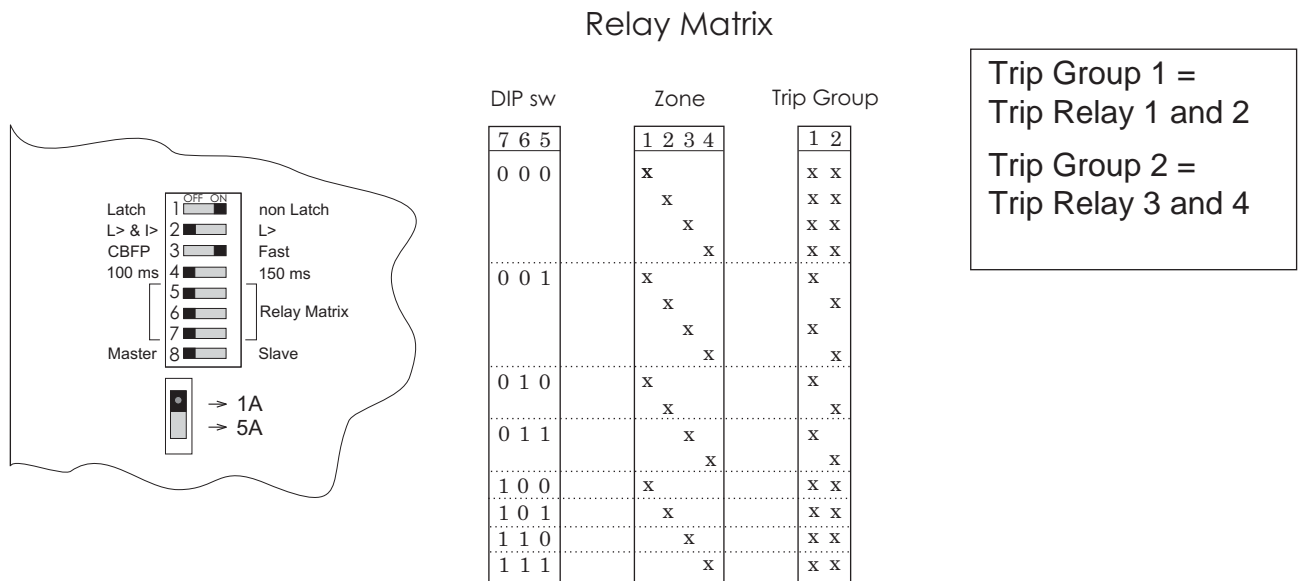 Relay Matrix
DIP sw Zone Trip Group
7 6 5 1 2 3 4 1 2
0 0 0 x x x
x x x
x x x
x x x
0 0 1 x x
x x
x x
x x
0 1 0 x x
x x
0 1 1 x x
x x
1 0 0 x x x
1 0 1 x x x
1 1 0 x x x
1 1 1 x x x
OFF ON
Latch 1 non Latch
L> & I> 2 L>
CBFP 3 Fast
100 ms 4 150 ms
5
6 Relay Matrix
7
Master 8 Slave
→ 1A
→ 5A
Trip Group 1 =
Trip Relay 1 and 2
Trip Group 2 =
Trip Relay 3 and 4